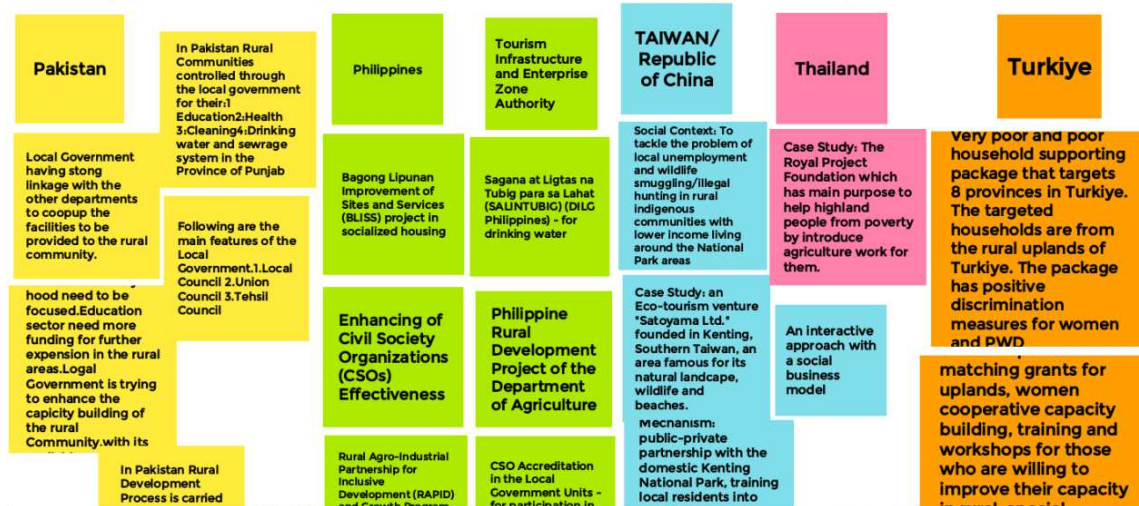 Pakistan
In Pakistan Rural
Communities
controlled through
the local government
for their:1
Education2:Health
3:Cleaning4:Drinking
water and sewrage
system in the
Province of Punjab
Local Government
having stong
linkage with the
other departments
to coopup the
facilities to be
provided to the rural
community.
Following are the
main features of the
Local
Government.1.Local
Council 2.Union
Council 3.Tehsil
Council
hood need to be
focused.Education
sector need more
funding for further
expension in the rural
areas.Logal
Government is trying
to enhance the
capicity building of
the rural
Community.with its
In Pakistan Rural
Development
Process is carried
Philippines
Tourism
Infrastructure
and Enterprise
Zone
Authority
Bagong Lipunan
Improvement of
Sites and Services
(BLISS) project in
socialized housing
Sagana at Ligtas na
Tubig para sa Lahat
(SALINTUBIG) (DILG
Philippines) - for
drinking water
Enhancing of
Civil Society
Organizations
(CSOs)
Effectiveness
Philippine
Rural
Development
Project of the
Department
of Agriculture
Rural Agro-Industrial
Partnership for
Inclusive
Development (RAPID)
and Growth Program
CSO Accreditation
in the Local
Government Units -
for participation in
TAIWAN/
Republic
of China
Social Context: To
tackle the problem of
local unemployment
and wildlife
smuggling/illegal
hunting in rural
indigenous
communities with
lower income living
around the National
Park areas
Case Study: an
Eco-tourism venture
"Satoyama Ltd."
founded in Kenting,
Southern Taiwan, an
area famous for its
natural landcape,
wildlife and
beaches.
Mechanism:
public-private
partnership with the
domestic Kenting
National Park, training
local residents into
Thailand
Case Study: The
Royal Project
Foundation which
has main purpose to
help highland
people from poverty
by introduce
agriculture work for
them.
An interactive
approach with
a social
business
model
Turkiye
Very poor and poor
household supporting
package that targets
8 provinces in Turkiye.
The targeted
households are from
the rural uplands of
Turkiye. The package
has positive
discrimination
measures for women
and PWD
matching grants for
uplands, women
cooperative capacity
building, training and
workshops for those
who are willing to
improve their capacity